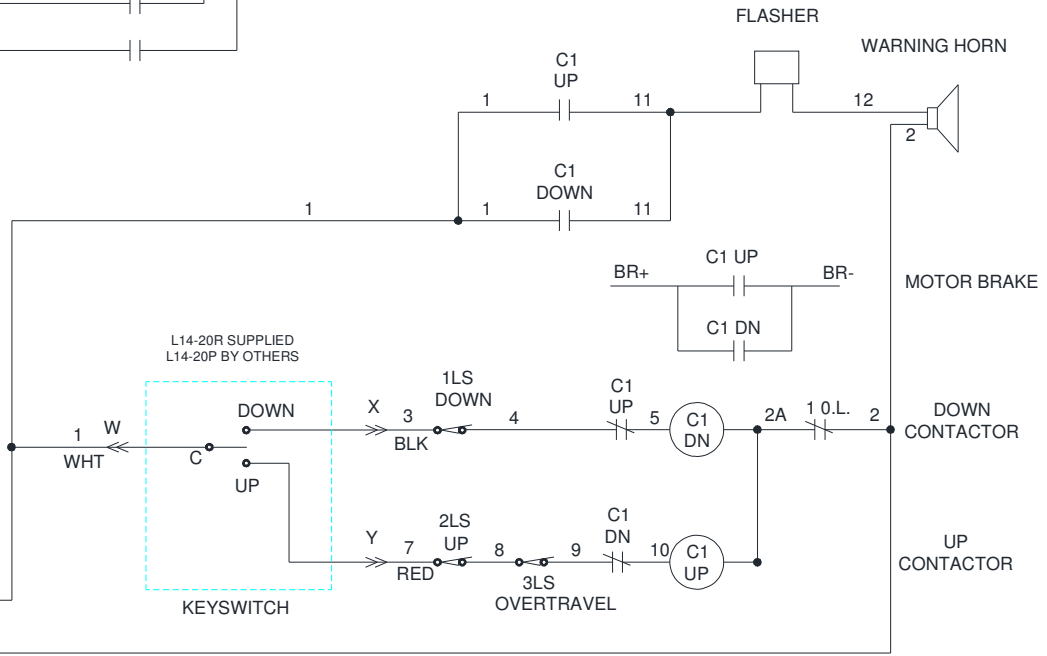 FLASHER
WARNING HORN
C1
UP
1
11
12
2
C1
DOWN
1
1
11
C1 UP
BR+
BR-
MOTOR BRAKE
C1 DN
L14-20R SUPPLIED
L14-20P BY OTHERS
1LS
DOWN
C1
UP
DOWN
X
3
BLK
4
5
C1
DN
2A
1 O.L.
2
DOWN
CONTACTOR
1
W
WHT
C
UP
Y
7
RED
2LS
UP
8
9
C1
DN
10
C1
UP
UP
CONTACTOR
3LS
OVERTRAVEL
KEYSWITCH